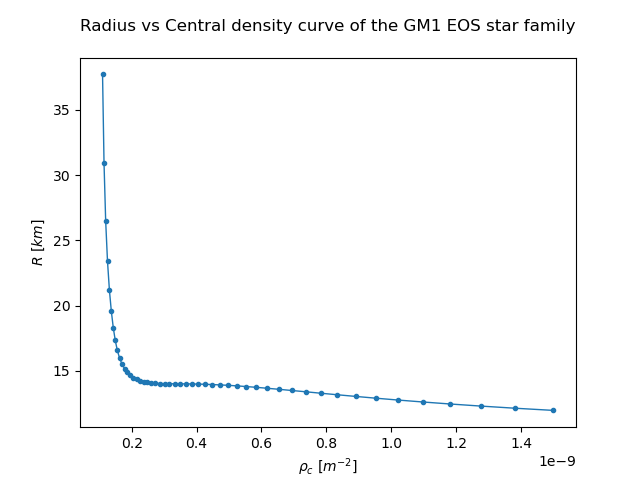 Radius vs Central density curve of the GM1 EOS star family
35
30
25
20
15
R [km]
0.2 0.4 0.6 0.8 1.0 1.2 1.4
1e−9
ρc [m−2]